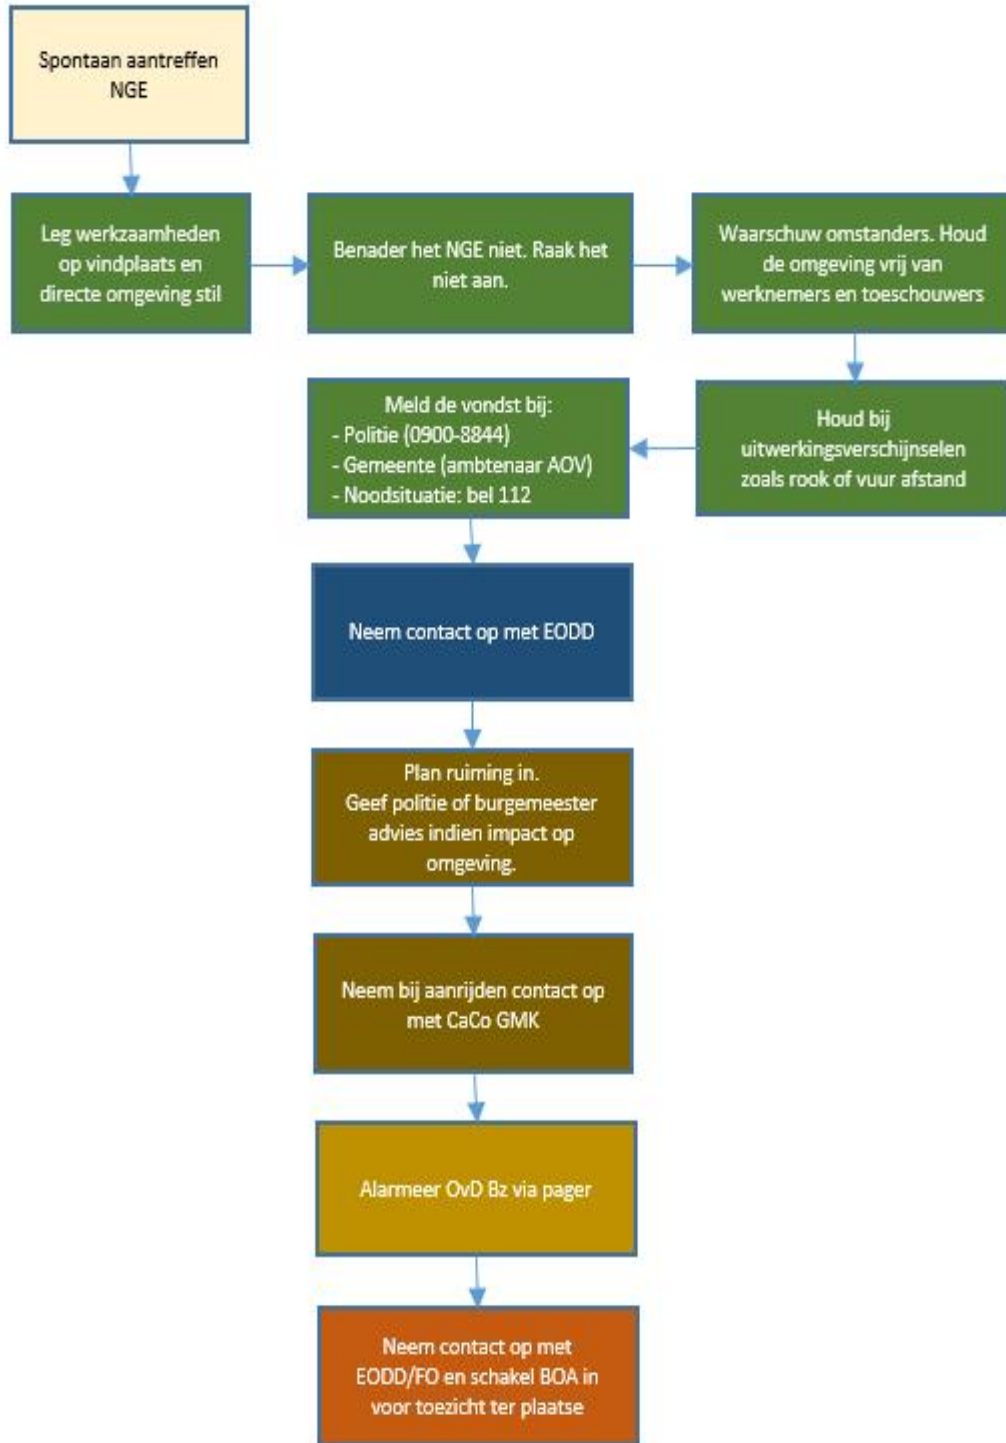 Spontaan aantreffen
NGE
Leg werkzaamheden
op vindplaats en
directe omgeving stil
Benader het NGE niet. Raak het
niet aan.
Waarschuw omstanders. Houd
de omgeving vrij van
werknemers en toeschouwers
Houd bij
uitwerkingsverschijnselen
zoals rook of vuur afstand
Meld de vondst bij:
- Politie (0900-8844)
- Gemeente (ambtenaar AOV)
- Noodsituatie: bel 112
Neem contact op met EODD
Plan ruiming in.
Geef politie of burgemeester
advies indien impact op
omgeving.
Neem bij aanrijden contact op
met CaCo GMK
Alarmeer OvD Bz via pager
Neem contact op met
EODD/FO en schakel BOA in
voor toezicht ter plaatse